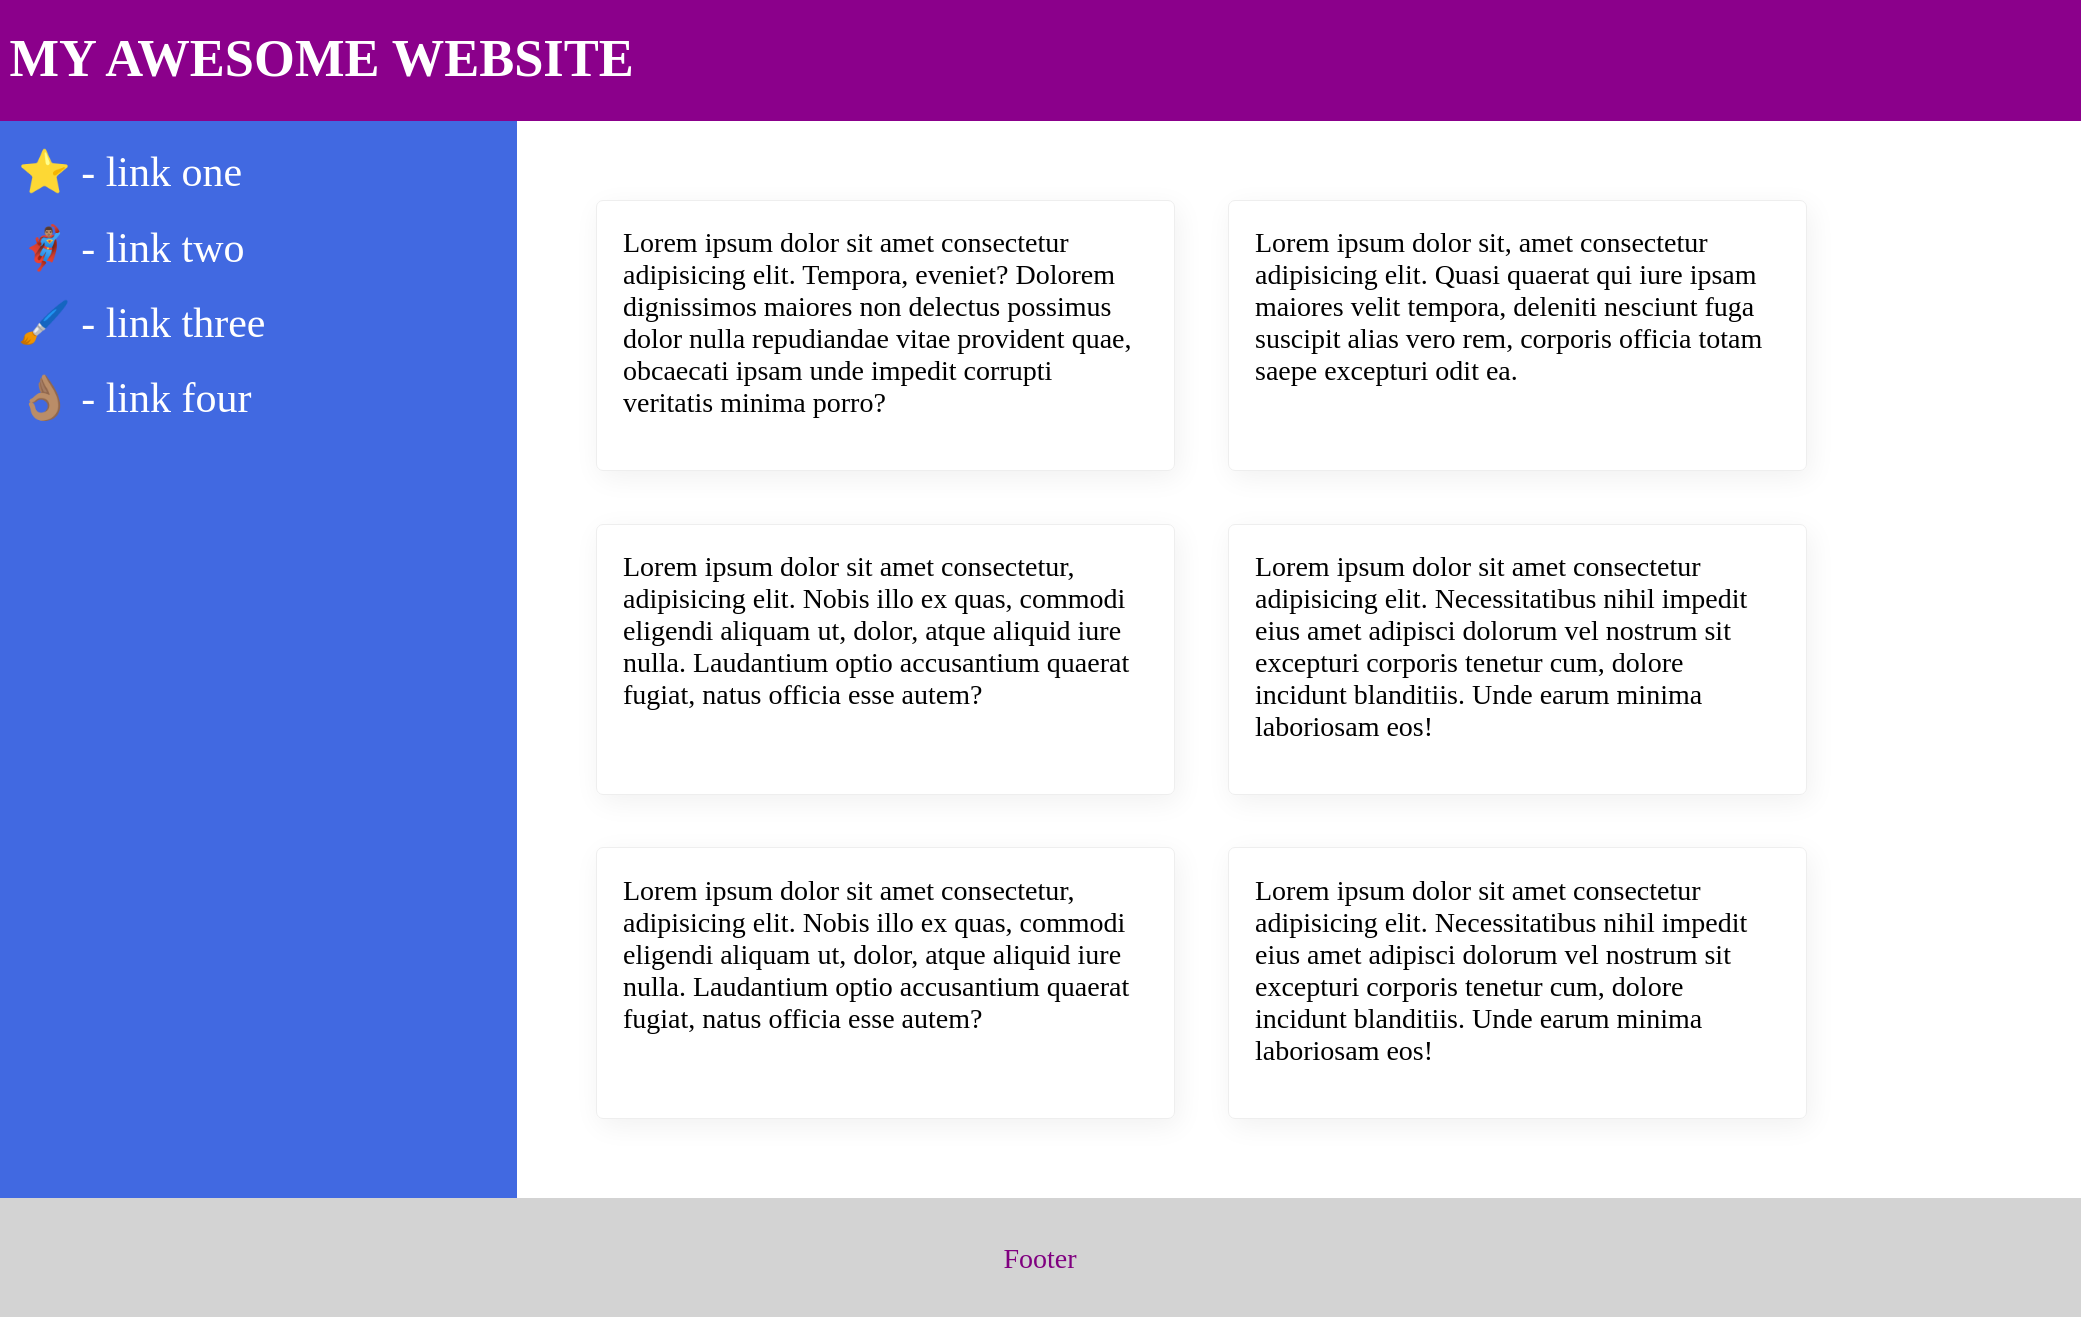 MY AWESOME WEBSITE
⭐ - link one
🦸🏽‍♂️ - link two
🖌️ - link three
👌🏽 - link four
Lorem ipsum dolor sit amet consectetur
adipisicing elit. Tempora, eveniet? Dolorem
dignissimos maiores non delectus possimus
dolor nulla repudiandae vitae provident quae,
obcaecati ipsam unde impedit corrupti
veritatis minima porro?
Lorem ipsum dolor sit, amet consectetur
adipisicing elit. Quasi quaerat qui iure ipsam
maiores velit tempora, deleniti nesciunt fuga
suscipit alias vero rem, corporis officia totam
saepe excepturi odit ea.
Lorem ipsum dolor sit amet consectetur,
adipisicing elit. Nobis illo ex quas, commodi
eligendi aliquam ut, dolor, atque aliquid iure
nulla. Laudantium optio accusantium quaerat
fugiat, natus officia esse autem?
Lorem ipsum dolor sit amet consectetur
adipisicing elit. Necessitatibus nihil impedit
eius amet adipisci dolorum vel nostrum sit
excepturi corporis tenetur cum, dolore
incidunt blanditiis. Unde earum minima
laboriosam eos!
Lorem ipsum dolor sit amet consectetur,
adipisicing elit. Nobis illo ex quas, commodi
eligendi aliquam ut, dolor, atque aliquid iure
nulla. Laudantium optio accusantium quaerat
fugiat, natus officia esse autem?
Lorem ipsum dolor sit amet consectetur
adipisicing elit. Necessitatibus nihil impedit
eius amet adipisci dolorum vel nostrum sit
excepturi corporis tenetur cum, dolore
incidunt blanditiis. Unde earum minima
laboriosam eos!
Footer